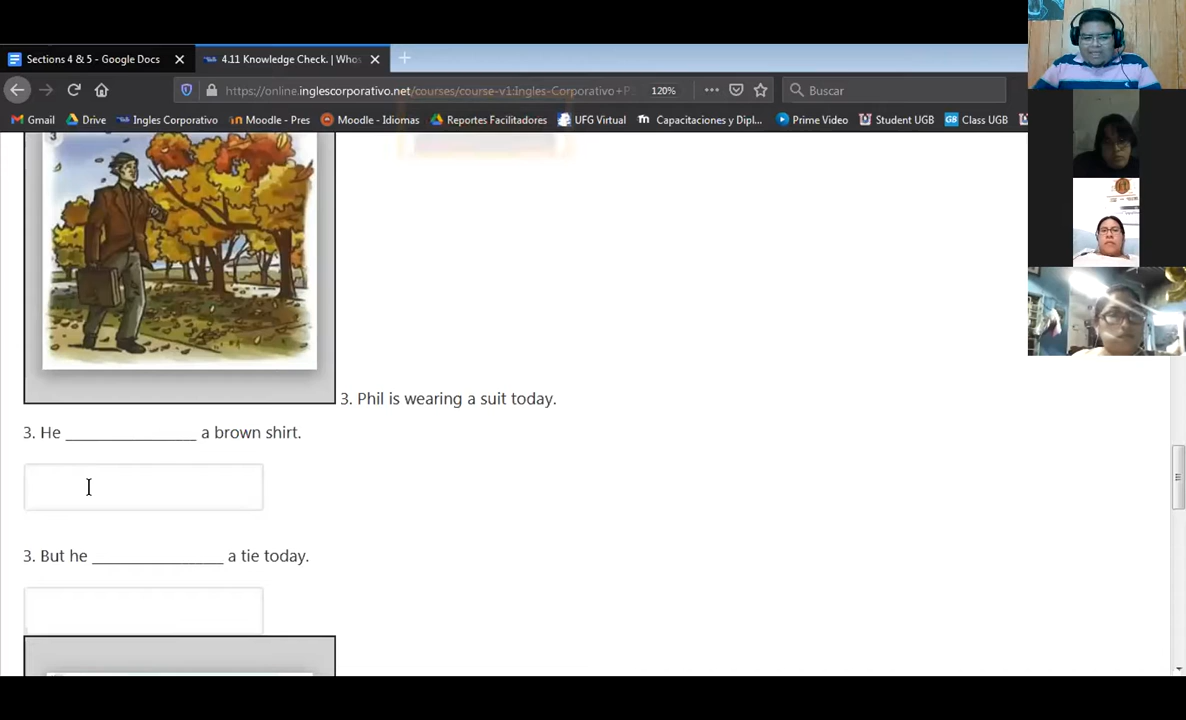 Sections 4 & 5 - Google Docs
4.11 Knowledge Check. | Whos
https://online.inglescorporativo.net/courses/course-v1:Ingles-Corporativo+P
120%
Buscar
Gmail
Drive
Ingles Corporativo
Moodle - Pres
Moodle - Idiomas
Reportes Facilitadores
UFG Virtual
Capacitaciones y Dipl...
Prime Video
Student UGB
Class UGB
3
3. Phil is wearing a suit today.
3. He ________________ a brown shirt.
3. But he ________________ a tie today.